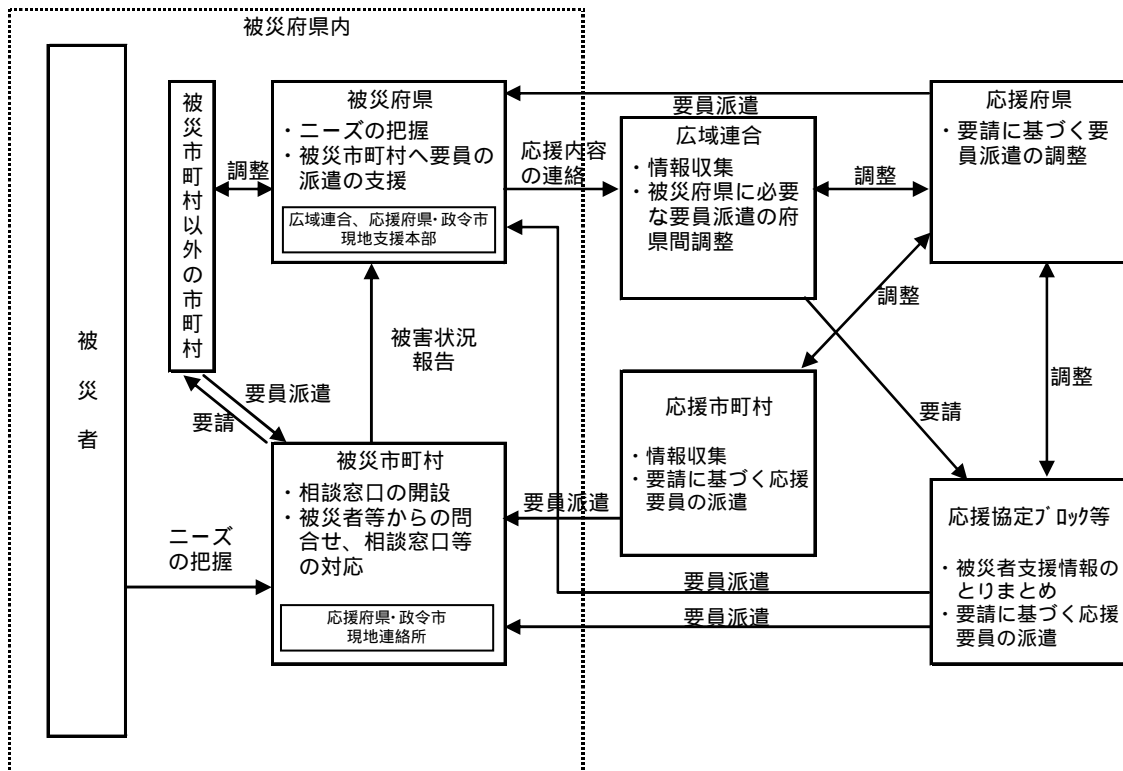 被災府県内
被災者
被災市町村以外の市町村
調整
被災府県
・ニーズの把握
・被災市町村へ要員の
派遣の支援
広域連合、応援府県・政令市
現地支援本部
応援内容
の連絡
要員派遣
広域連合
・情報収集
・被災府県に必要
な要員派遣の府
県間調整
調整
応援府県
・要請に基づく要
員派遣の調整
被害状況
報告
要員派遣
要請
調整
調整
要請
応援市町村
・情報収集
・要請に基づく応援
要員の派遣
ニーズ
の把握
被災市町村
・相談窓口の開設
・被災者等からの問
合せ、相談窓口等
の対応
応援府県・政令市
現地連絡所
要員派遣
要員派遣
要員派遣
応援協定ブロック等
・被災者支援情報の
とりまとめ
・要請に基づく応援
要員の派遣